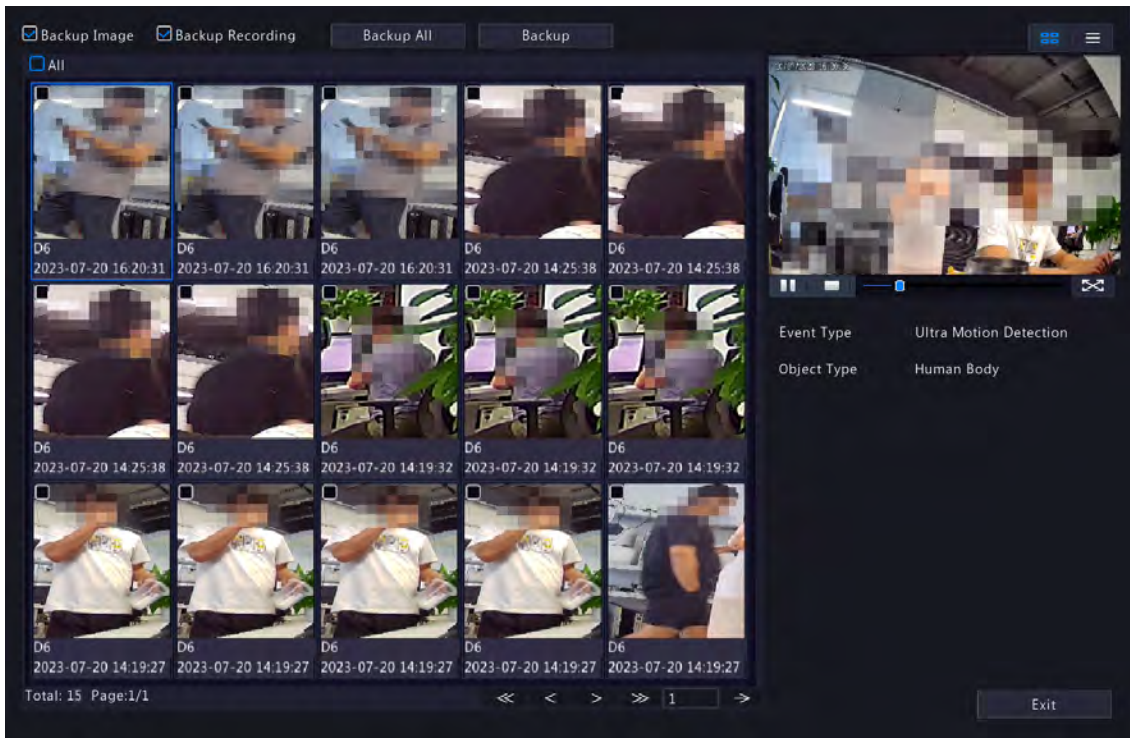 Backup Image Backup Recording Backup All Backup
All
D6 D6 D6 D6 D6
2023-07-20 16:20:31 2023-07-20 16:20:31 2023-07-20 16:20:31 2023-07-20 14:25:38 2023-07-20 14:25:38
D6 D6 D6 D6 D6
2023-07-20 14:25:38 2023-07-20 14:25:38 2023-07-20 14:19:32 2023-07-20 14:19:32 2023-07-20 14:19:32
D6 D6 D6 D6 D6
2023-07-20 14:19:27 2023-07-20 14:19:27 2023-07-20 14:19:27 2023-07-20 14:19:27 2023-07-20 14:19:27
Total: 15 Page:1/1
1
Event Type Ultra Motion Detection
Object Type Human Body
Exit